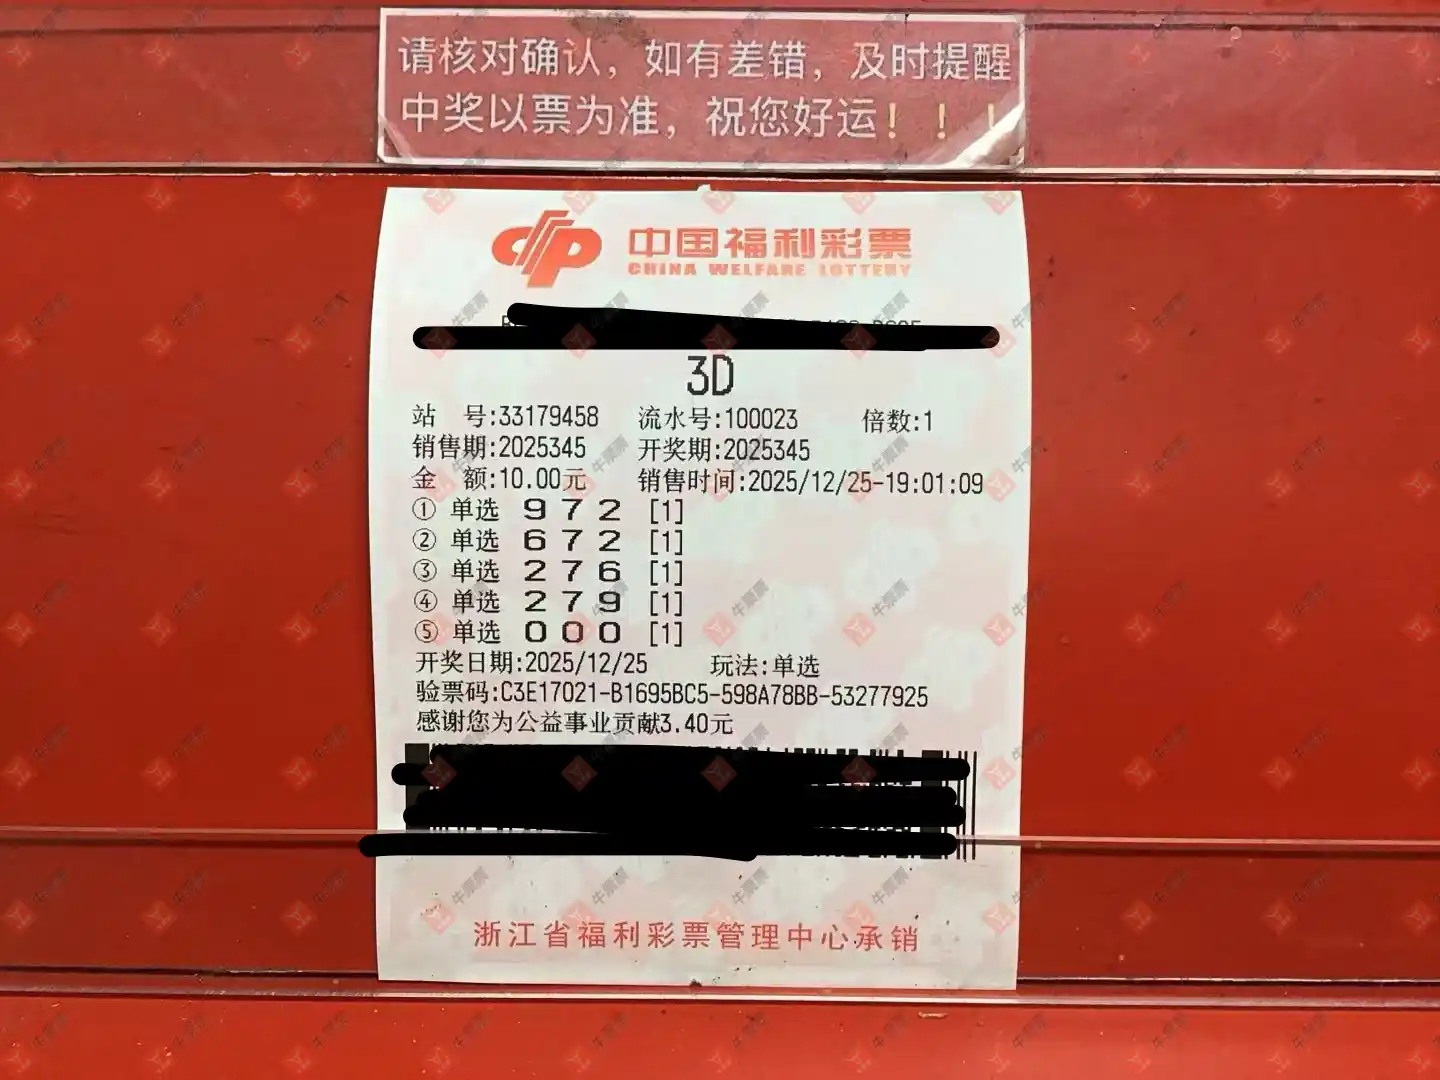 请核对确认，如有差错，及时提醒
中奖以票为准，祝您好运！！！
中国福利彩票
CHINA WELFARE LOTTERY
3D
站 号:33179458 流水号:100023 倍数:1
销售期:2025345 开奖期:2025345
金 额:10.00元 销售时间:2025/12/25-19:01:09
① 单选 9 7 2 [1]
② 单选 6 7 2 [1]
③ 单选 2 7 6 [1]
④ 单选 2 7 9 [1]
⑤ 单选 0 0 0 [1]
开奖日期:2025/12/25 玩法:单选
验票码:C3E17021-B1695BC5-598A78BB-53277925
感谢您为公益事业贡献3.40元
浙江省福利彩票管理中心承销
牛票票